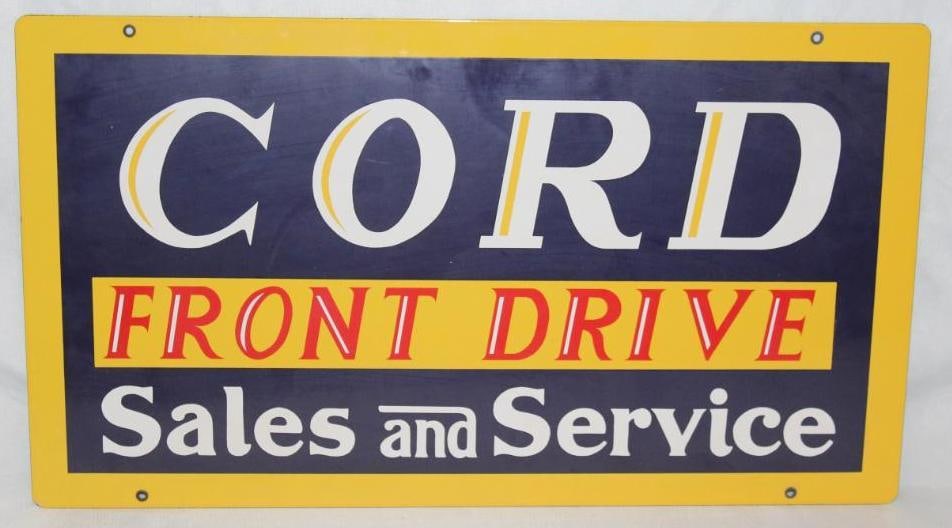 CORD
FRONT DRIVE
Sales and Service